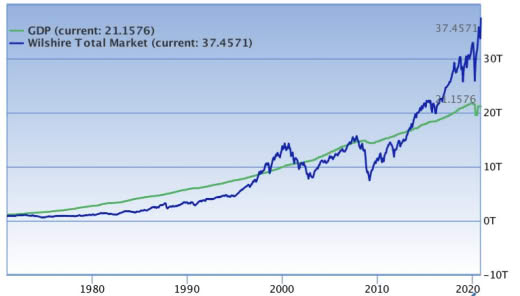 GDP (current: 21.1576)
Wilshire Total Market (current: 37.4571)
37.4571
30T
21.1576
20T
10T
0T
-10T
1980 1990 2000 2010 2020